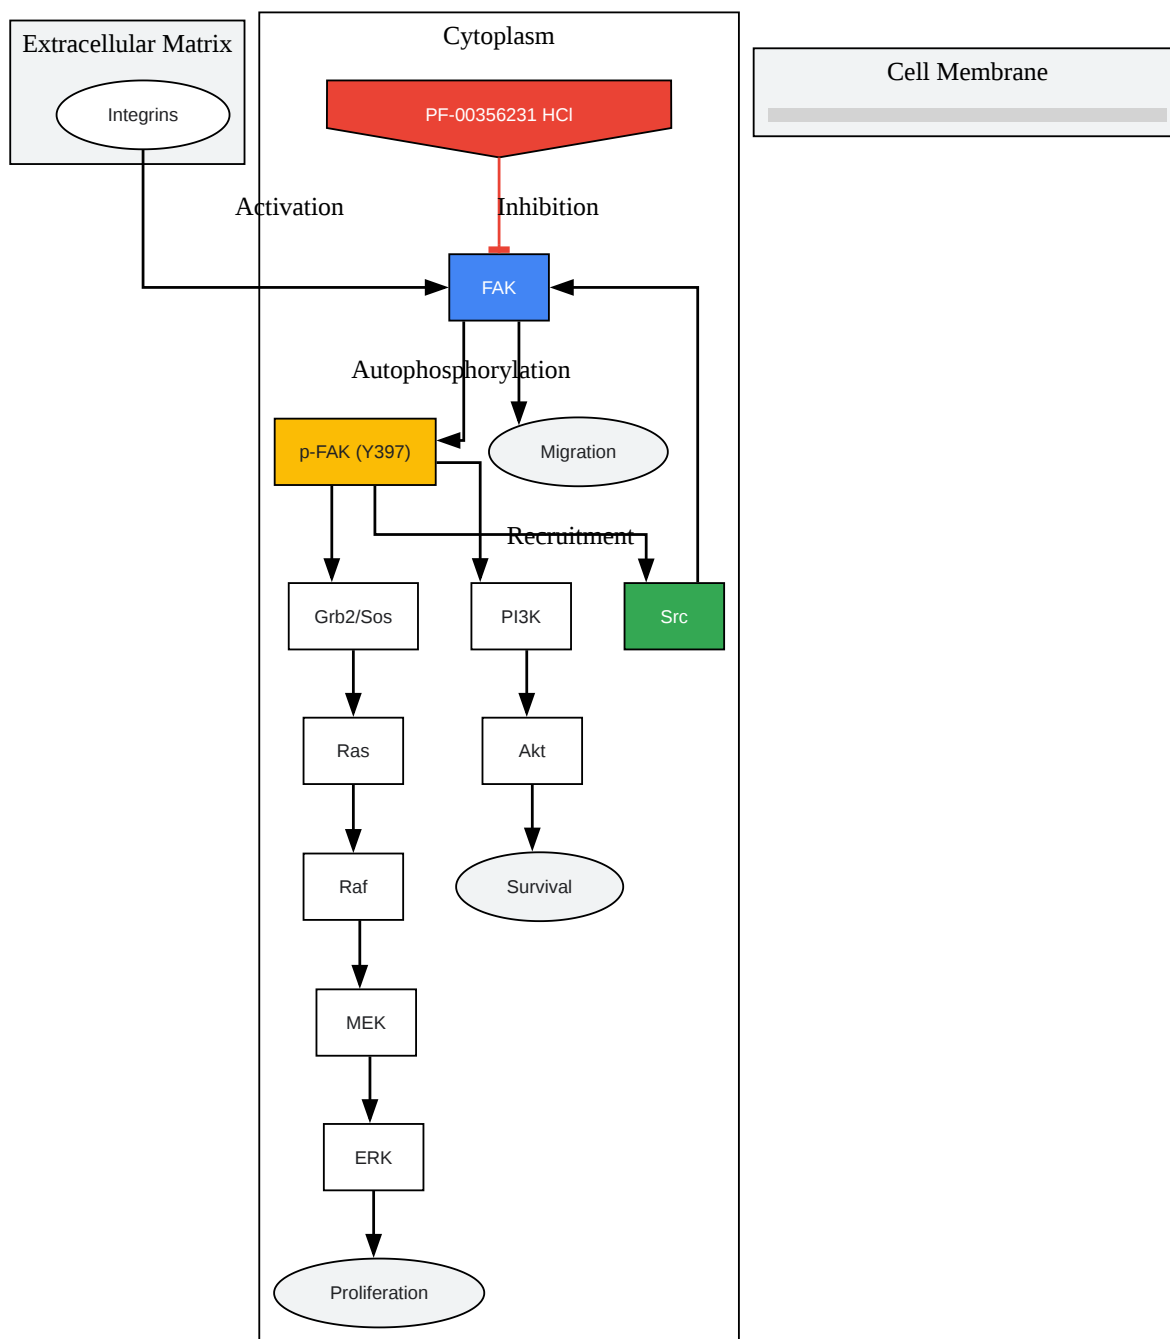 Extracellular Matrix
Integrins
Cytoplasm
PF-00356231 HCl
Cell Membrane
Activation
Inhibition
FAK
Autophosphorylation
p-FAK (Y397)
Migration
Recruitment
Grb2/Sos
PI3K
Src
Ras
Akt
Raf
Survival
MEK
ERK
Proliferation